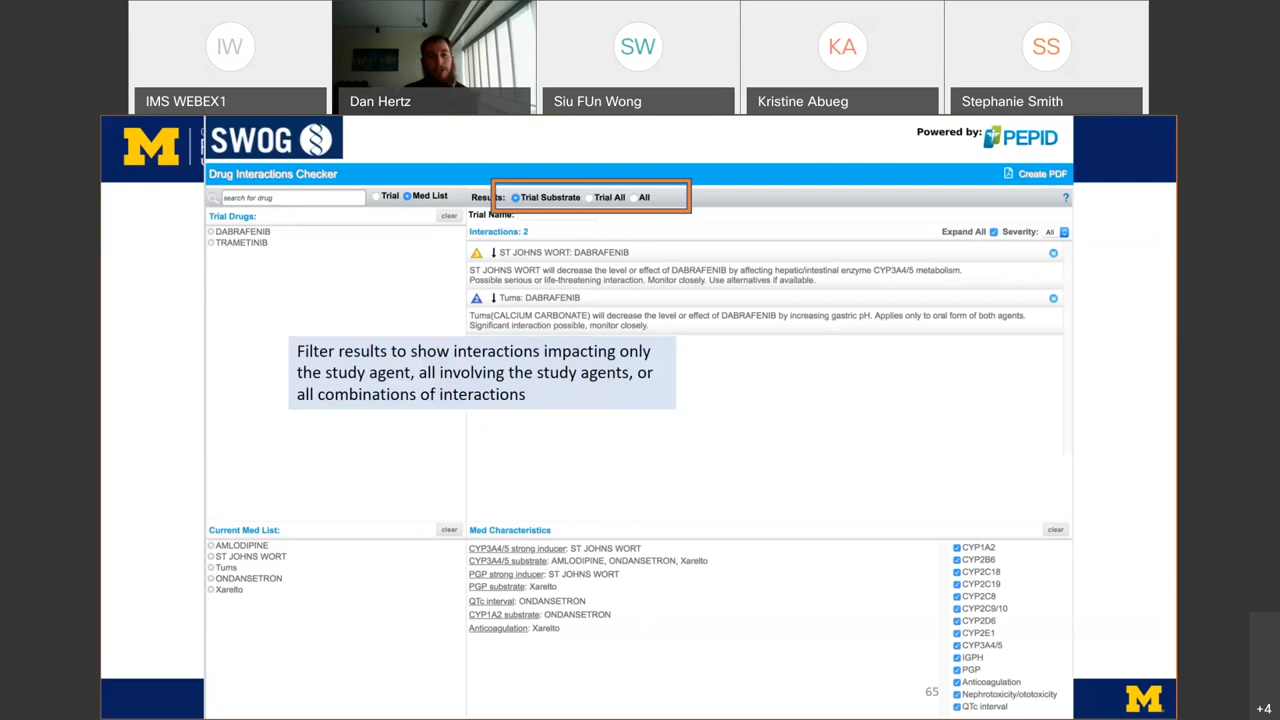 IW
SW
KA
SS
IMS WEBEX1
Dan Hertz
Siu FUn Wong
Kristine Abueg
Stephanie Smith
M
SWOG
Powered by: PEPID
Drug Interactions Checker
Create PDF
search for drug
Trial Med List
Results: Trial Substrate Trial All All
?
Trial Drugs:
clear
DABRAFENIB
TRAMETINIB
Trial Name:
Interactions: 2
Expand All Severity: All
ST JOHNS WORT: DABRAFENIB
ST JOHNS WORT will decrease the level or effect of DABRAFENIB by affecting hepatic/intestinal enzyme CYP3A4/5 metabolism.
Possible serious or life-threatening interaction. Monitor closely. Use alternatives if available.
2 Tums: DABRAFENIB
Tums(CALCIUM CARBONATE) will decrease the level or effect of DABRAFENIB by increasing gastric pH. Applies only to oral form of both agents.
Significant interaction possible, monitor closely.
Filter results to show interactions impacting only
the study agent, all involving the study agents, or
all combinations of interactions
Current Med List:
clear
AMLODIPINE
ST JOHNS WORT
Tums
ONDANSETRON
Xarelto
Med Characteristics
clear
CYP3A4/5 strong inducer: ST JOHNS WORT
CYP3A4/5 substrate: AMLODIPINE, ONDANSETRON, Xarelto
PGP strong inducer: ST JOHNS WORT
PGP substrate: Xarelto
QTc interval: ONDANSETRON
CYP1A2 substrate: ONDANSETRON
Anticoagulation: Xarelto
CYP1A2
CYP2B6
CYP2C18
CYP2C19
CYP2C8
CYP2C9/10
CYP2D6
CYP2E1
CYP3A4/5
IGPH
PGP
Anticoagulation
Nephrotoxicity/ototoxicity
QTc interval
65
M
+4